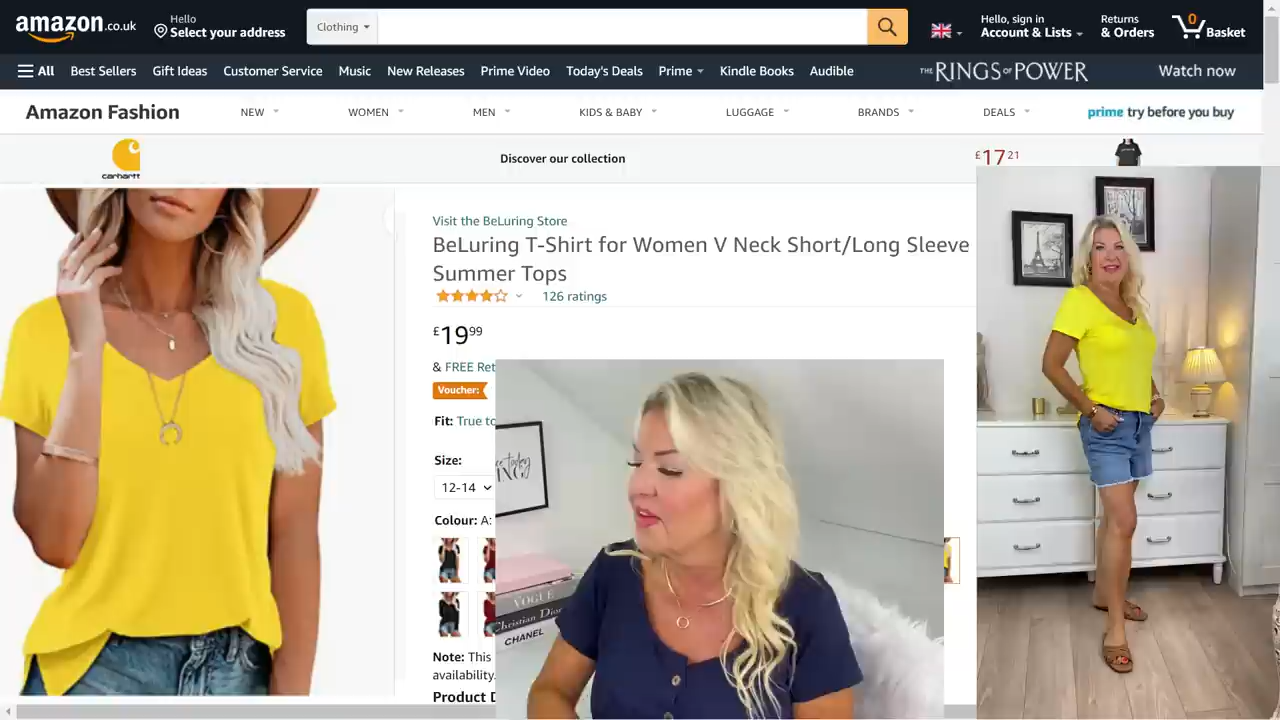 amazon.co.uk
Hello
Select your address
Clothing
Hello, sign in
Account & Lists
Returns
& Orders
0
Basket
All
Best Sellers
Gift Ideas
Customer Service
Music
New Releases
Prime Video
Today's Deals
Prime
Kindle Books
Audible
THE RINGS OF POWER
Watch now
Amazon Fashion
NEW
WOMEN
MEN
KIDS & BABY
LUGGAGE
BRANDS
DEALS
prime try before you buy
carhartt
Discover our collection
£17 21
Visit the BeLuring Store
BeLuring T-Shirt for Women V Neck Short/Long Sleeve
Summer Tops
126 ratings
£19 99
& FREE Ret
Voucher:
Fit: True to
Size:
12-14
Colour: A:
Note: This
availability.
Product D
VOGUE
Christian Dior
CHANEL